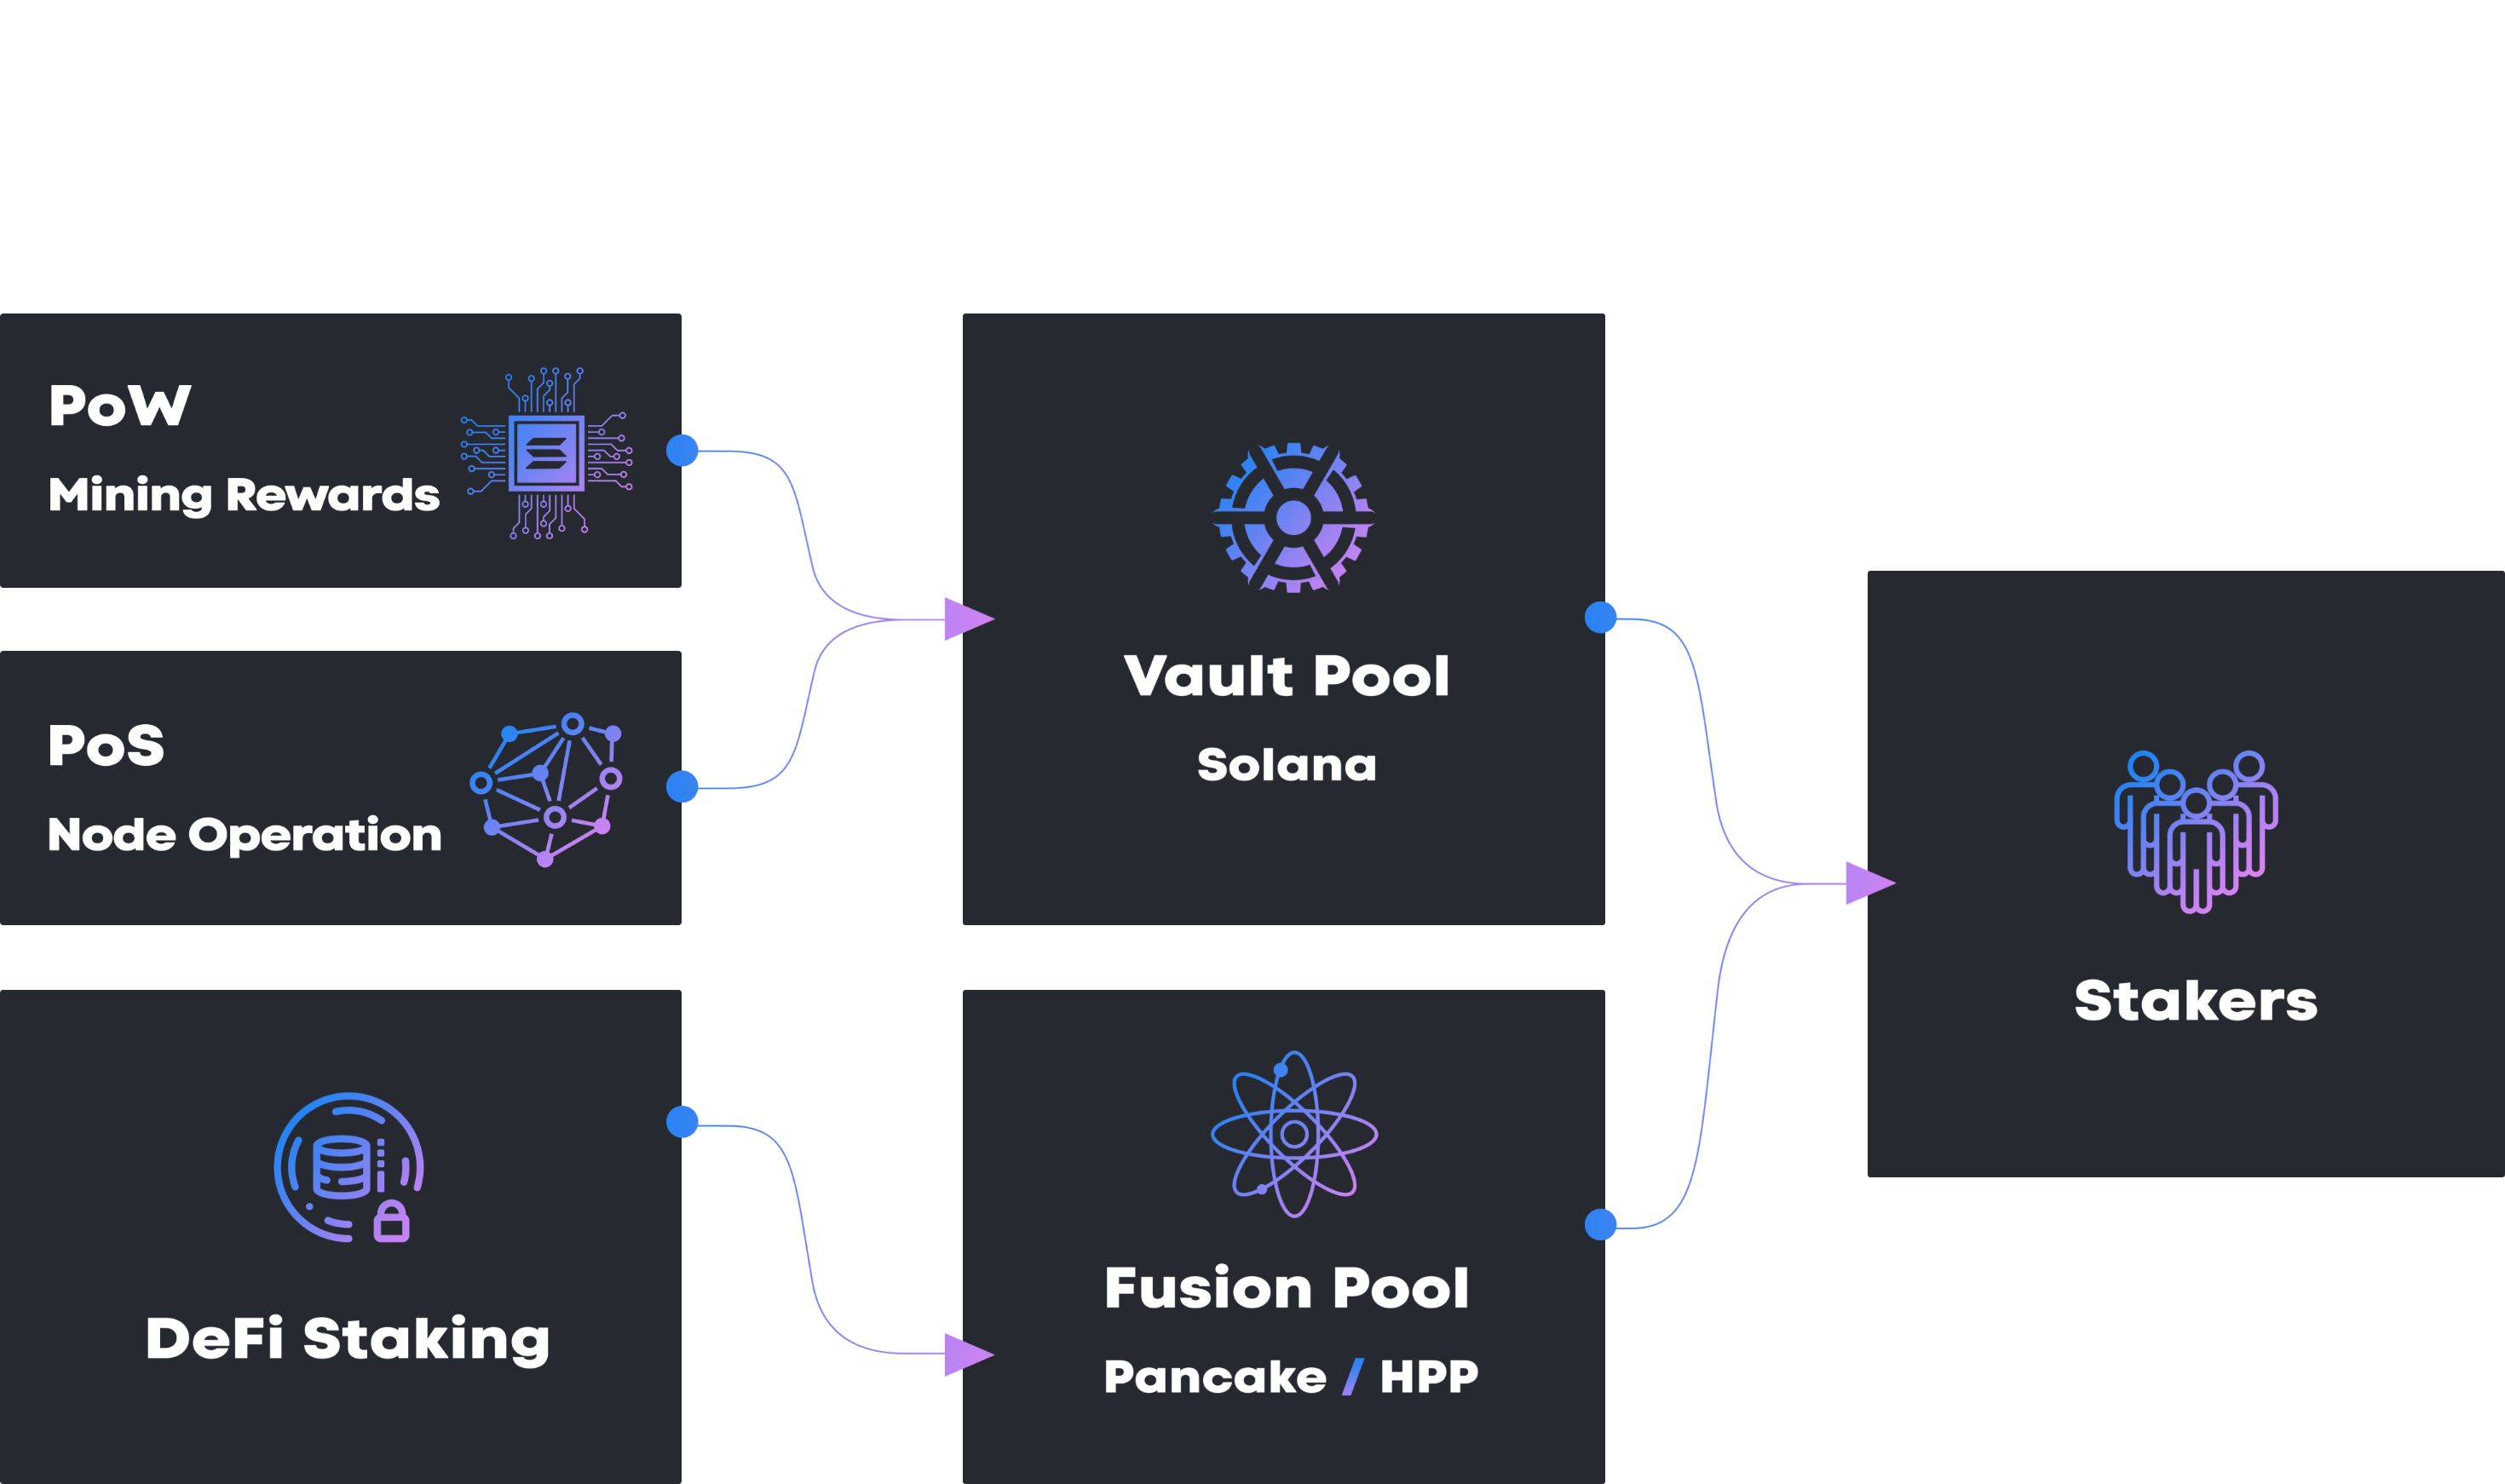 PoW
Mining Rewards
PoS
Node Operation
DeFi Staking
Vault Pool
Solana
Fusion Pool
Pancake / HPP
Stakers